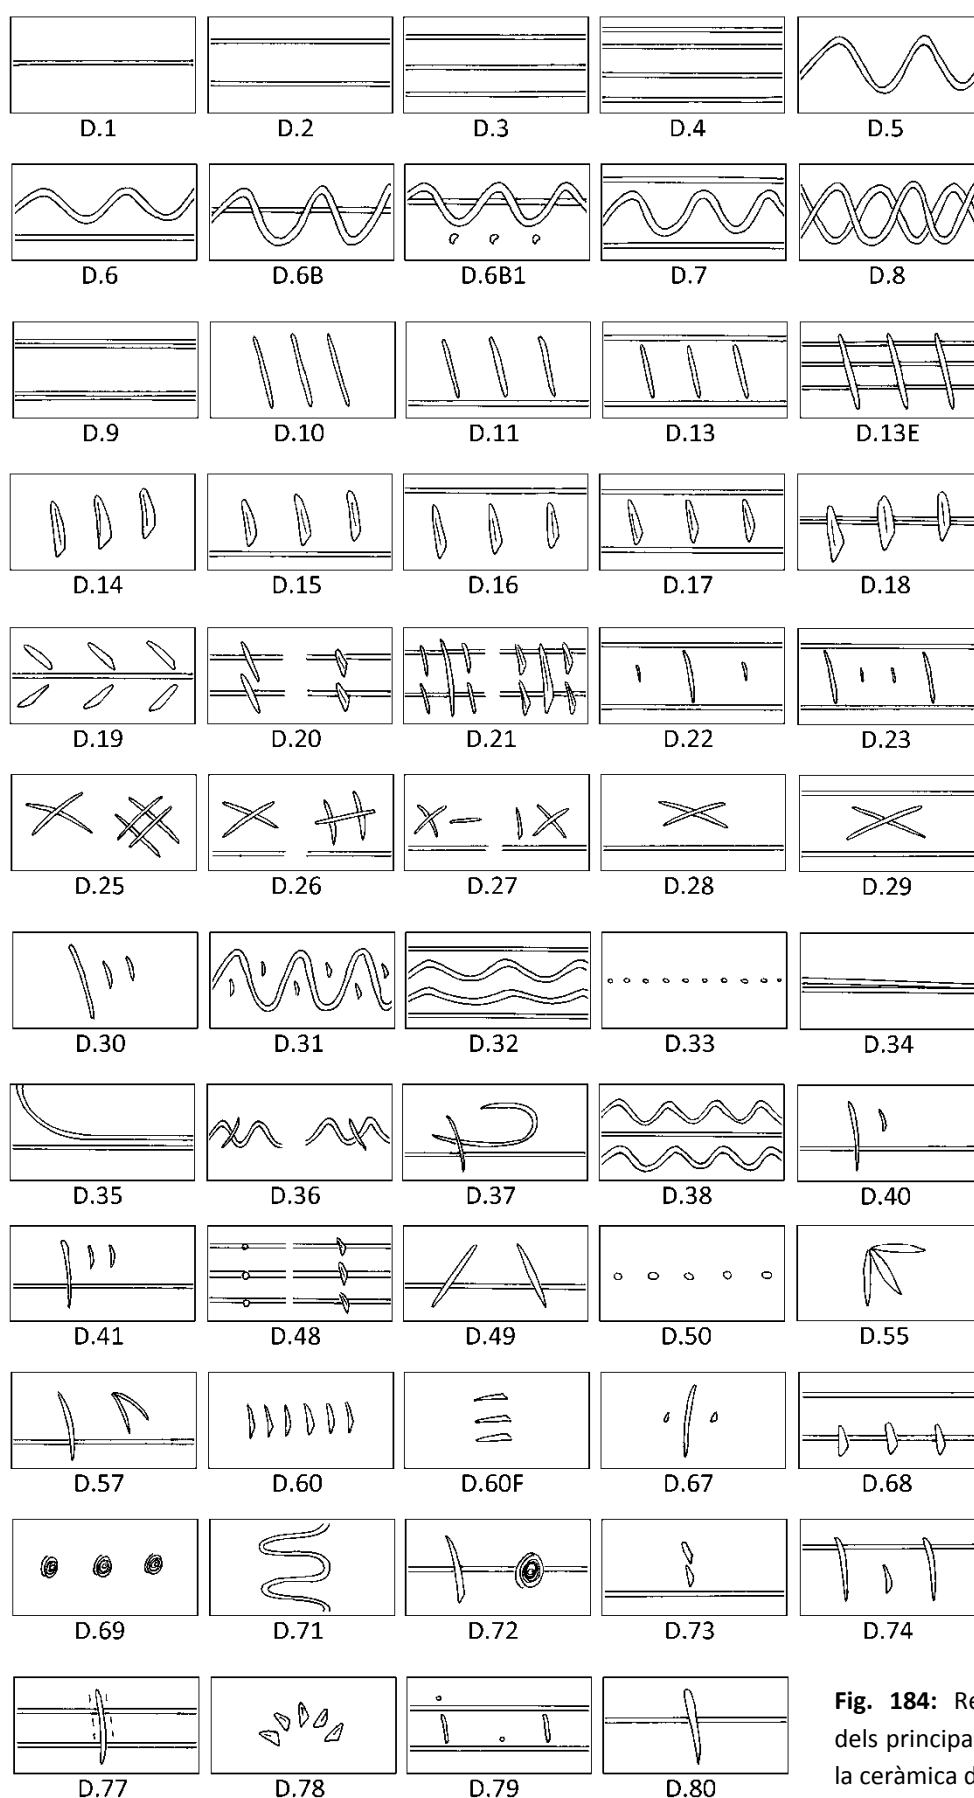 D.1 D.2 D.3 D.4 D.5
D.6 D.6B D.6B1 D.7 D.8
D.9 D.10 D.11 D.13 D.13E
D.14 D.15 D.16 D.17 D.18
D.19 D.20 D.21 D.22 D.23
D.25 D.26 D.27 D.28 D.29
D.30 D.31 D.32 D.33 D.34
D.35 D.36 D.37 D.38 D.40
D.41 D.48 D.49 D.50 D.55
D.57 D.60 D.60F D.67 D.68
D.69 D.71 D.72 D.73 D.74
D.77 D.78 D.79 D.80
Fig. 184: Re
dels principa
la ceràmica d